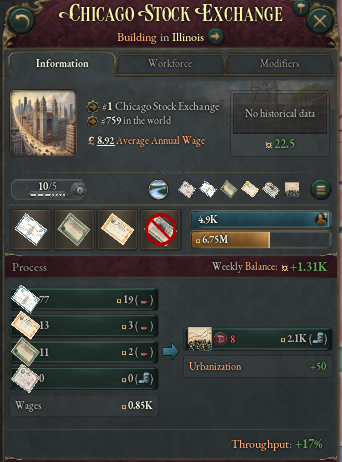 Chicago Stock Exchange
Building in Illinois
Information
Workforce
Modifiers
#1 Chicago Stock Exchange
#759 in the world
£ 8.92 Average Annual Wage
No historical data
22.5
10/5
4.9K
6.75M
Process
Weekly Balance: +1.31K
77 19 ( )
13 3 ( )
11 2 ( )
0 0 ( )
Wages 0.85K
8 2.1K ( )
Urbanization +50
Throughput: +17%